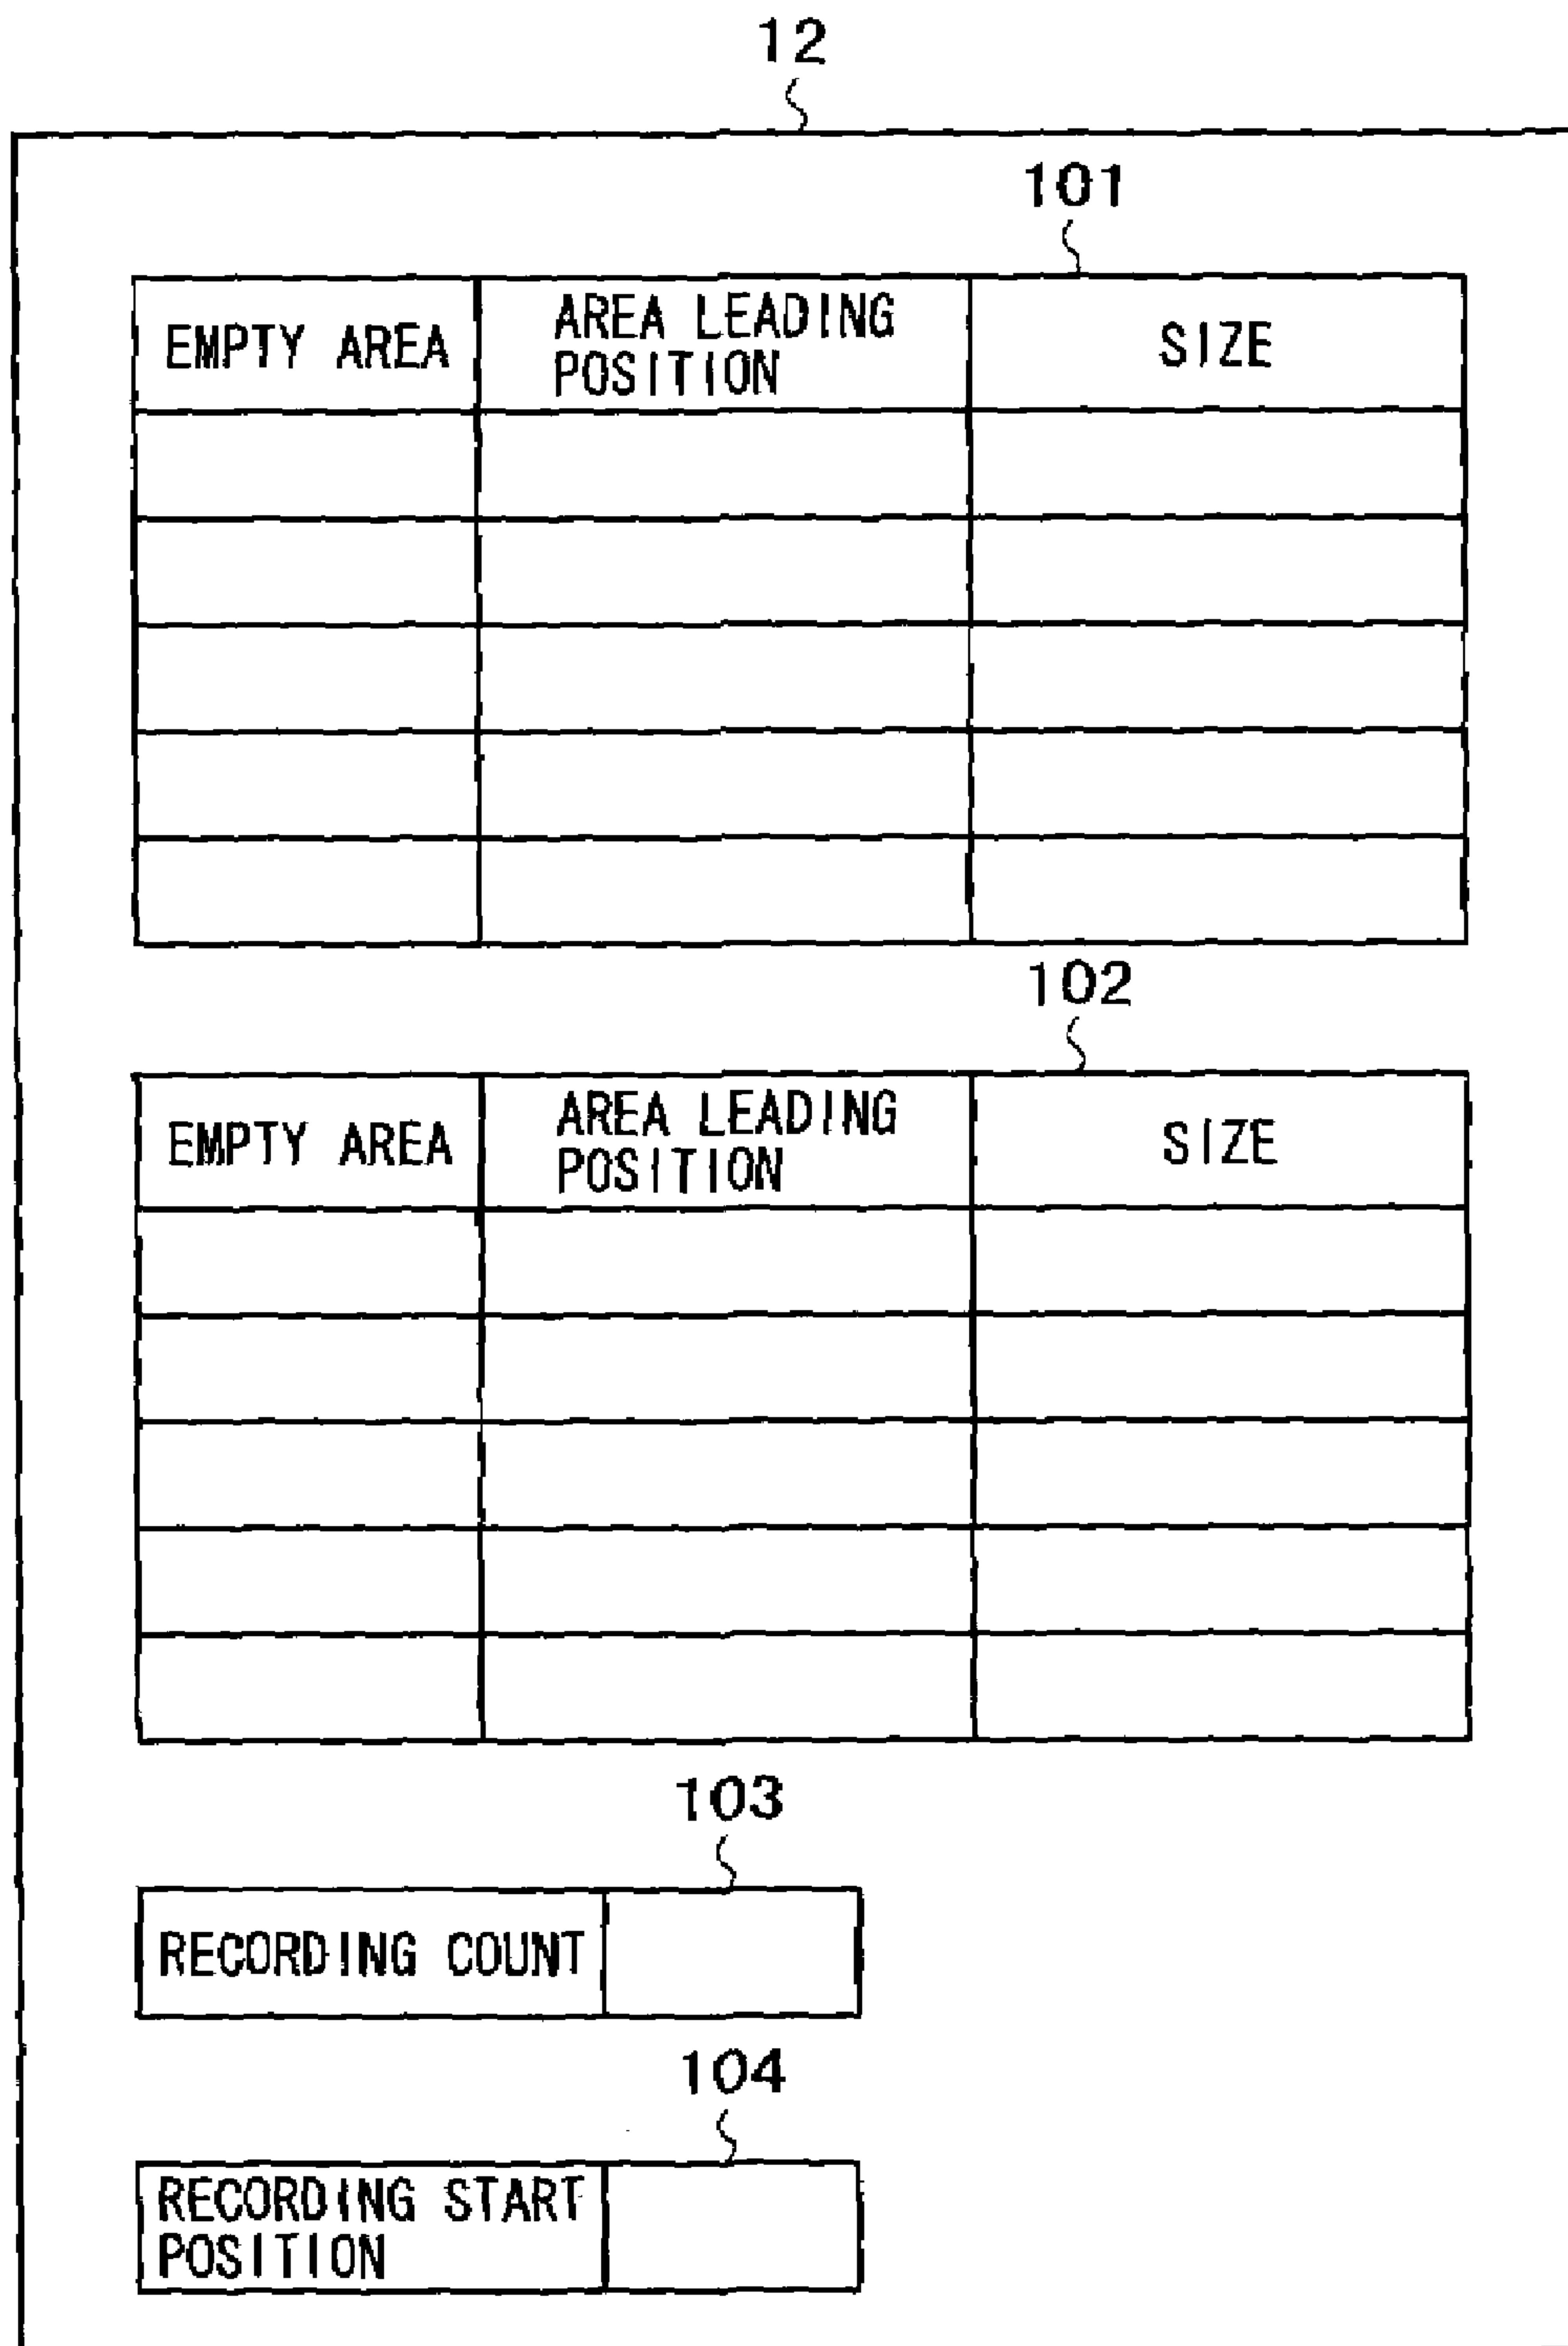 12
101
EMPTY AREA
AREA LEADING
POSITION
SIZE
102
EMPTY AREA
AREA LEADING
POSITION
SIZE
103
RECORDING COUNT
104
RECORDING START
POSITION